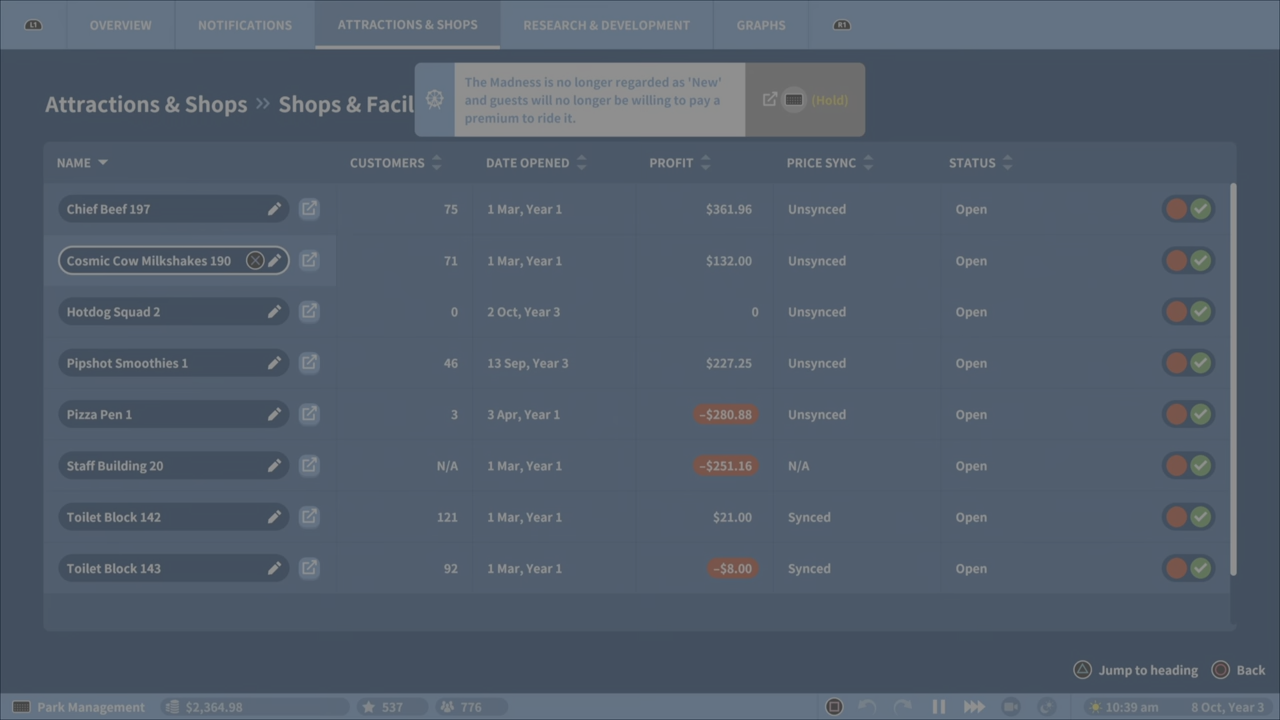 L1 OVERVIEW NOTIFICATIONS ATTRACTIONS & SHOPS RESEARCH & DEVELOPMENT GRAPHS R1
Attractions & Shops » Shops & Facil
The Madness is no longer regarded as 'New'
and guests will no longer be willing to pay a
premium to ride it.
(Hold)
NAME CUSTOMERS DATE OPENED PROFIT PRICE SYNC STATUS
Chief Beef 197 75 1 Mar, Year 1 $361.96 Unsynced Open
Cosmic Cow Milkshakes 190 71 1 Mar, Year 1 $132.00 Unsynced Open
Hotdog Squad 2 0 2 Oct, Year 3 0 Unsynced Open
Pipshot Smoothies 1 46 13 Sep, Year 3 $227.25 Unsynced Open
Pizza Pen 1 3 3 Apr, Year 1 -$280.88 Unsynced Open
Staff Building 20 N/A 1 Mar, Year 1 -$251.16 N/A Open
Toilet Block 142 121 1 Mar, Year 1 $21.00 Synced Open
Toilet Block 143 92 1 Mar, Year 1 -$8.00 Synced Open
Jump to heading Back
Park Management $2,364.98 537 776 10:39 am 8 Oct, Year 3